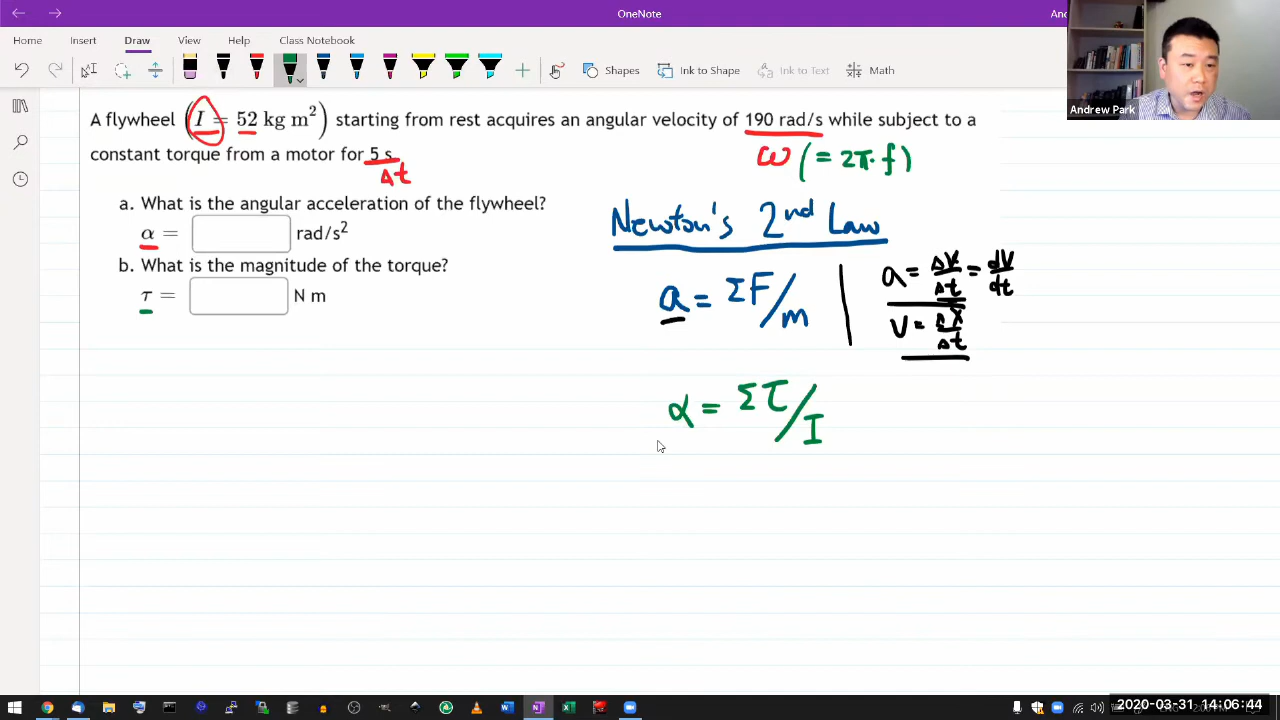 OneNote
And
Home Insert Draw View Help Class Notebook
Shapes Ink to Shape Ink to Text Math
Andrew Park
A flywheel (I = 52 kg m²) starting from rest acquires an angular velocity of 190 rad/s while subject to a
constant torque from a motor for 5 s.
Δt
ω (= 2π·f)
a. What is the angular acceleration of the flywheel?
α = rad/s²
b. What is the magnitude of the torque?
τ = N m
Newton's 2nd Law
a = ΣF/m
a = ΔV/Δt = dV/dt
V = Δx/Δt
α = Στ/I
2020-03-31 14:06:44